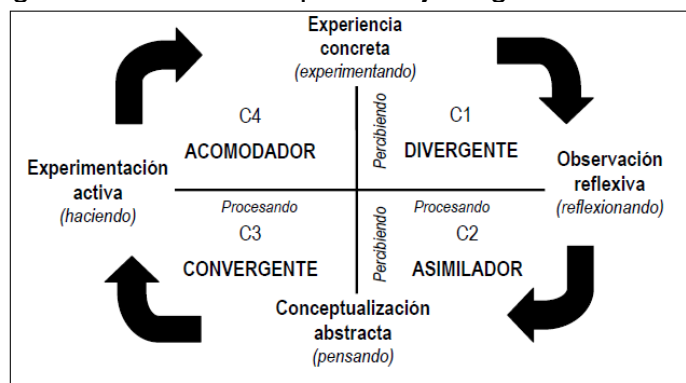 Experiencia
concreta
(experimentando)
C4
ACOMODADOR
Percibiendo
C1
DIVERGENTE
Experimentación
activa
(haciendo)
Observación
reflexiva
(reflexionando)
Procesando
C3
CONVERGENTE
Percibiendo
Procesando
C2
ASIMILADOR
Conceptualización
abstracta
(pensando)